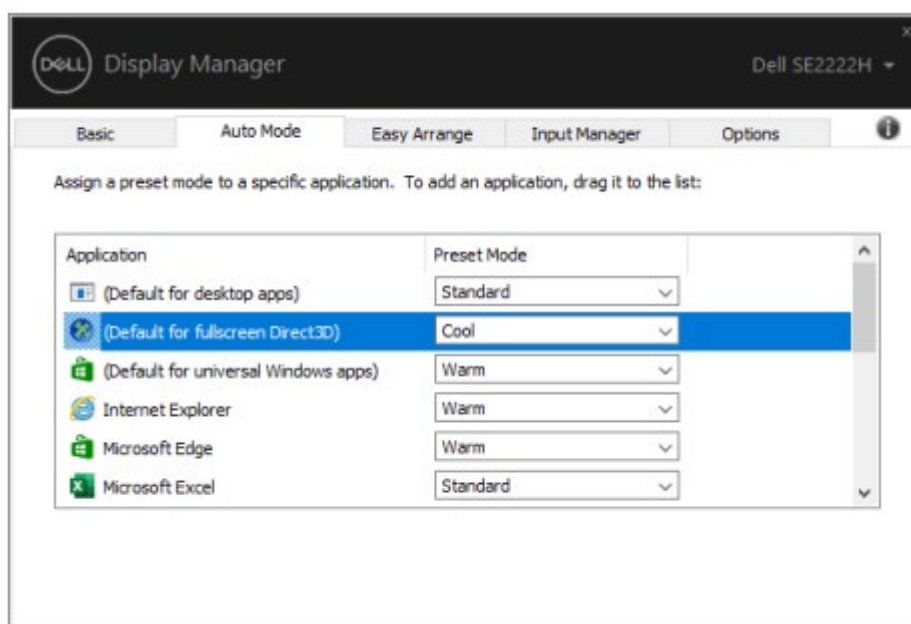 DELL Display Manager
Dell SE2222H
Basic Auto Mode Easy Arrange Input Manager Options
Assign a preset mode to a specific application. To add an application, drag it to the list:
Application Preset Mode
(Default for desktop apps) Standard
(Default for fullscreen Direct3D) Cool
(Default for universal Windows apps) Warm
Internet Explorer Warm
Microsoft Edge Warm
Microsoft Excel Standard